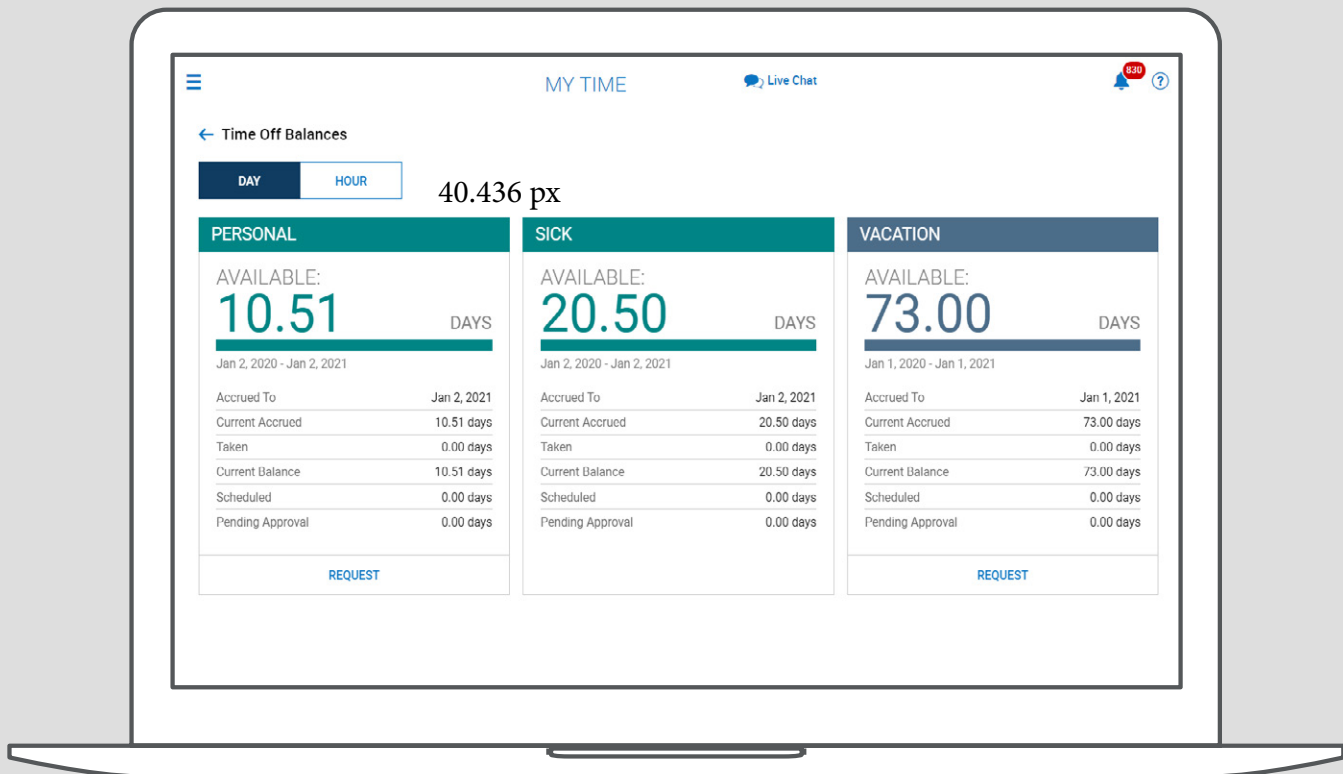 MY TIME
Live Chat
830
?
Time Off Balances
DAY HOUR
40.436 px
PERSONAL
AVAILABLE:
10.51 DAYS
Jan 2, 2020 - Jan 2, 2021
Accrued To Jan 2, 2021
Current Accrued 10.51 days
Taken 0.00 days
Current Balance 10.51 days
Scheduled 0.00 days
Pending Approval 0.00 days
REQUEST
SICK
AVAILABLE:
20.50 DAYS
Jan 2, 2020 - Jan 2, 2021
Accrued To Jan 2, 2021
Current Accrued 20.50 days
Taken 0.00 days
Current Balance 20.50 days
Scheduled 0.00 days
Pending Approval 0.00 days
VACATION
AVAILABLE:
73.00 DAYS
Jan 1, 2020 - Jan 1, 2021
Accrued To Jan 1, 2021
Current Accrued 73.00 days
Taken 0.00 days
Current Balance 73.00 days
Scheduled 0.00 days
Pending Approval 0.00 days
REQUEST